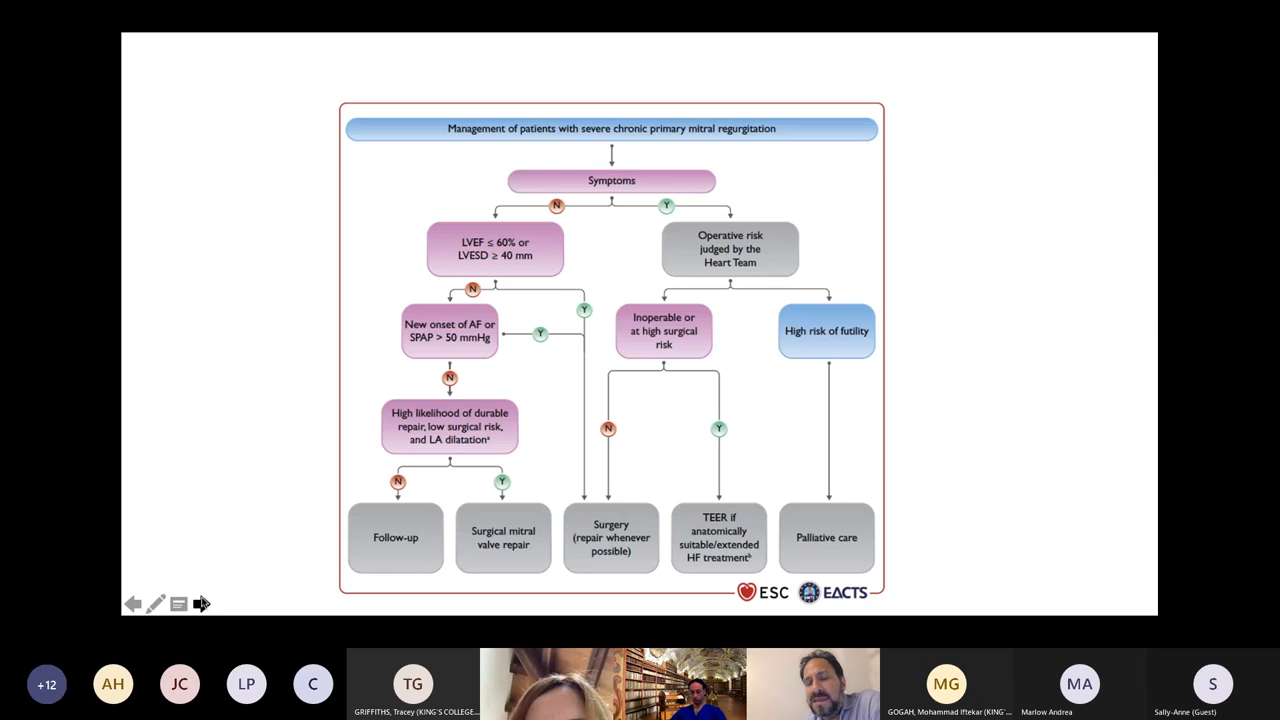 Management of patients with severe chronic primary mitral regurgitation
Symptoms
N
Y
LVEF ≤ 60% or
LVESD ≥ 40 mm
Operative risk
judged by the
Heart Team
N
Y
New onset of AF or
SPAP > 50 mmHg
Y
Inoperable or
at high surgical
risk
High risk of futility
N
High likelihood of durable
repair, low surgical risk,
and LA dilatationᵃ
N
Y
N
Y
Follow-up
Surgical mitral
valve repair
Surgery
(repair whenever
possible)
TEER if
anatomically
suitable/extended
HF treatmentᵇ
Palliative care
ESC
EACTS
+12
AH
JC
LP
C
TG
GRIFFITHS, Tracey (KING'S COLLEGE...
MG
GOGAH, Mohammad Iftekar (KING'...
MA
Marlow Andrea
S
Sally-Anne (Guest)